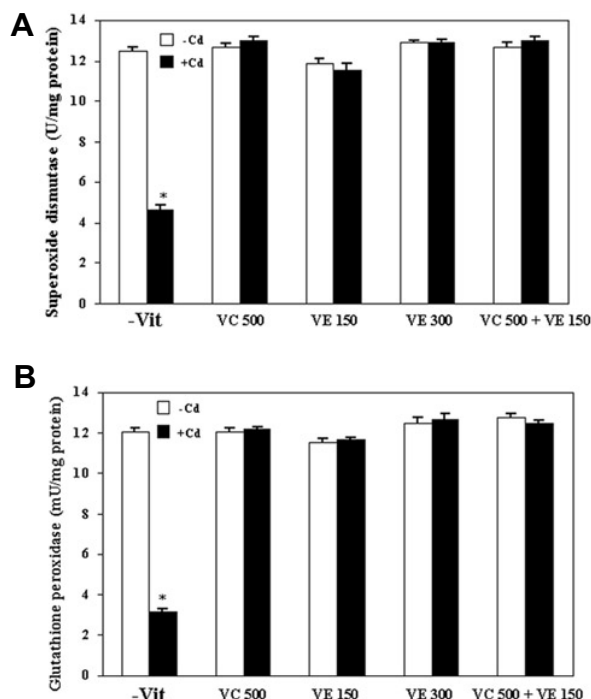 A
Superoxide dismutase (U/mg protein)
14
12
10
8
6
4
2
0
-Cd
+Cd
*
-Vit
VC 500
VE 150
VE 300
VC 500 + VE 150
B
Glutathione peroxidase (mU/mg protein)
14
12
10
8
6
4
2
0
-Cd
+Cd
*
-Vit
VC 500
VE 150
VE 300
VC 500 + VE 150